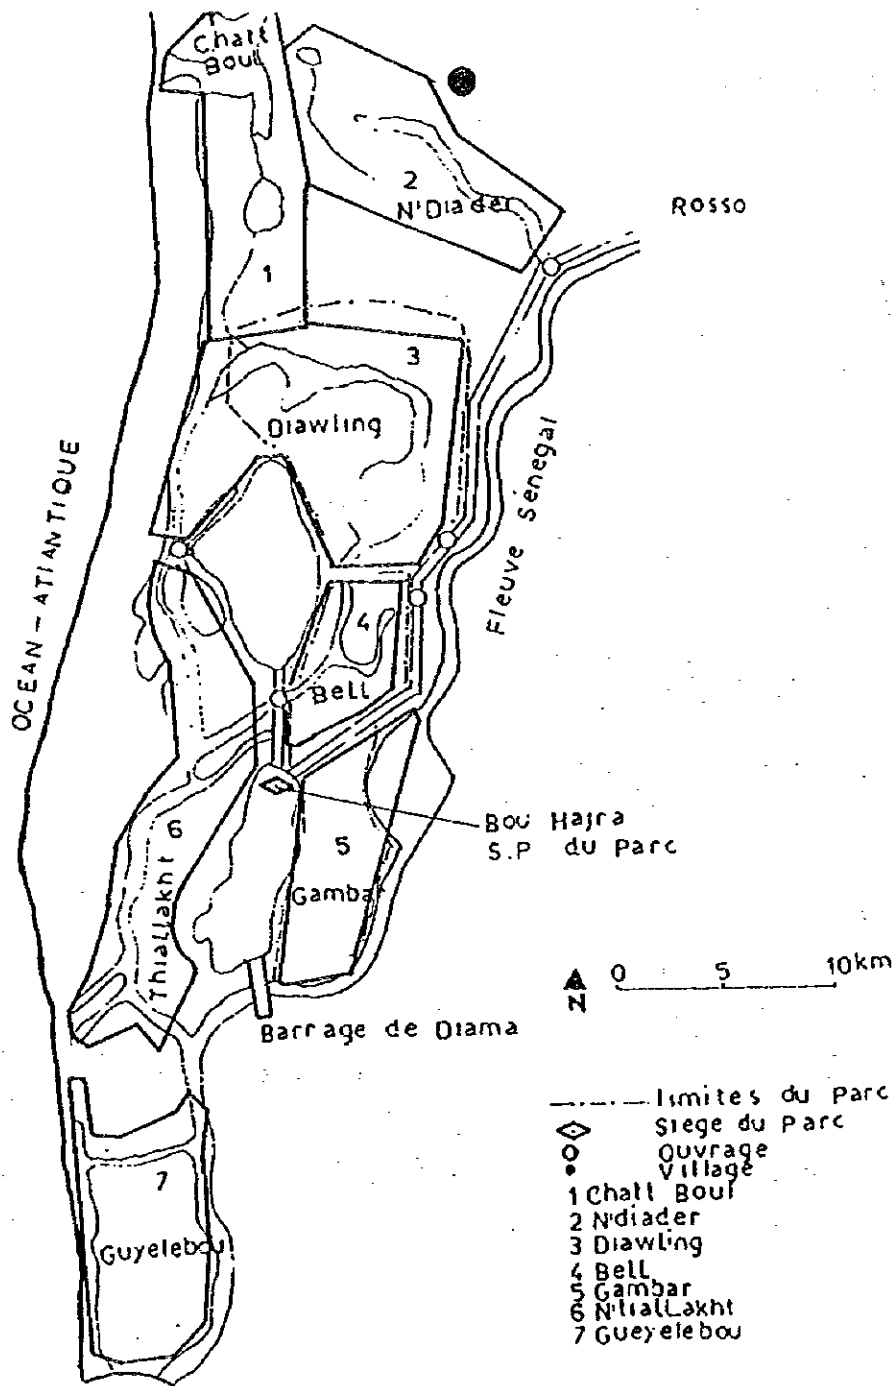 Chatt
Boul
2
N'Diader
ROSSO
1
3
Diawling
OCEAN-ATLANTIQUE
Fleuve Sénegal
4
Bell
Bou Hajra
S.P du Parc
6
Thiallakht
5
Gambar
0 5 10km
N
Barrage de Diama
limites du Parc
Siege du Parc
Ouvrage
Village
1 Chatt Boul
2 N'diader
3 Diawling
4 Bell
5 Gambar
6 N'tiallakht
7 Gueyelebou
7
Guyelebou